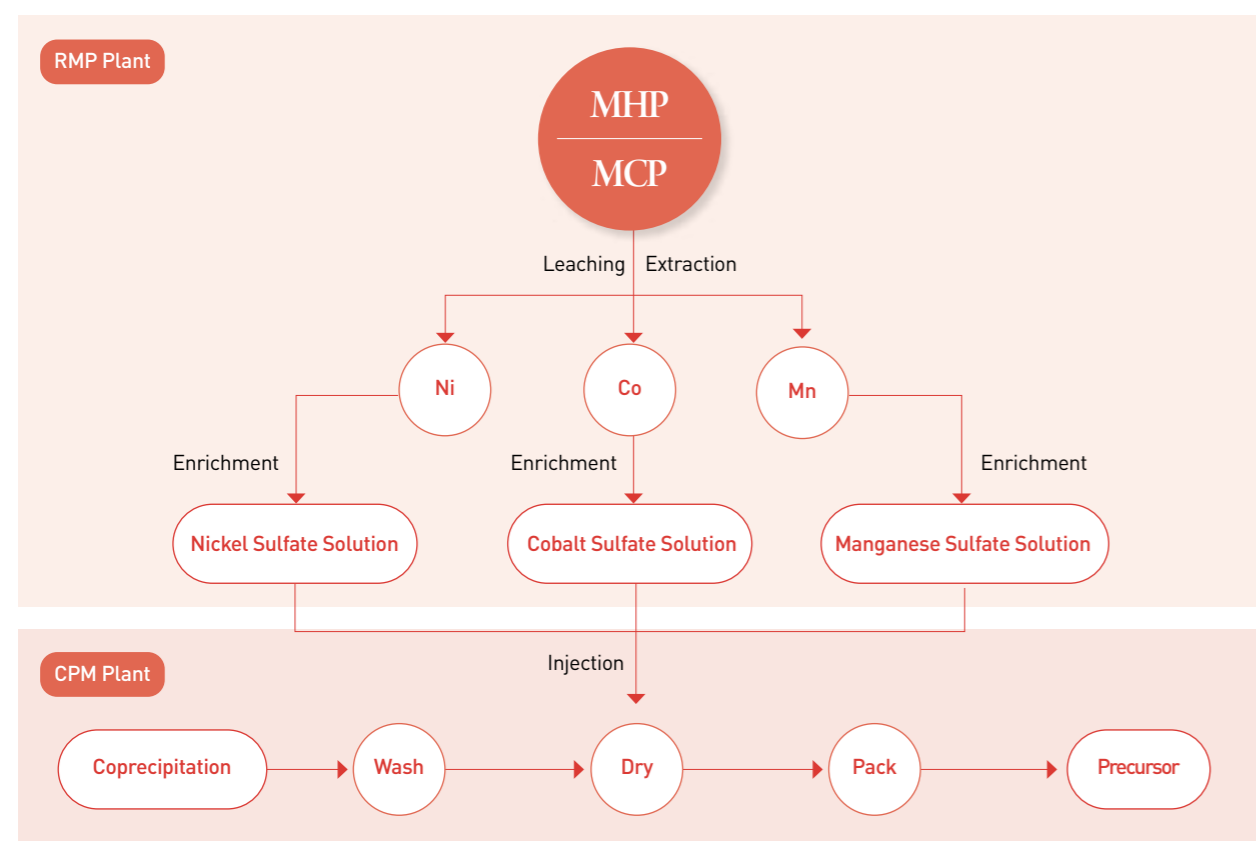 RMP Plant
MHP
MCP
Leaching Extraction
Ni
Co
Mn
Enrichment
Enrichment
Enrichment
Nickel Sulfate Solution
Cobalt Sulfate Solution
Manganese Sulfate Solution
Injection
CPM Plant
Coprecipitation
Wash
Dry
Pack
Precursor